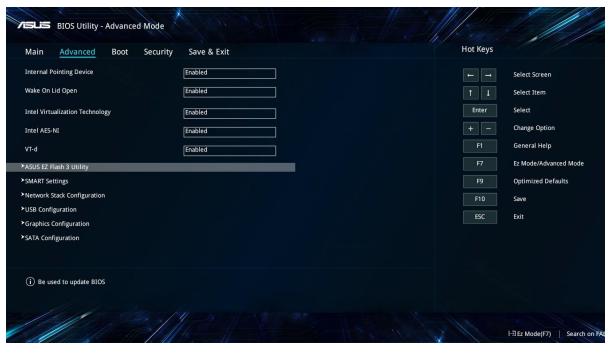 ASUS BIOS Utility - Advanced Mode
Main Advanced Boot Security Save & Exit
Internal Pointing Device Enabled
Wake On Lid Open Enabled
Intel Virtualization Technology Enabled
Intel AES-NI Enabled
VT-d Enabled
ASUS EZ Flash 3 Utility
SMART Settings
Network Stack Configuration
USB Configuration
Graphics Configuration
SATA Configuration
Be used to update BIOS
Hot Keys
← → Select Screen
↑ ↓ Select Item
Enter Select
+ − Change Option
F1 General Help
F7 Ez Mode/Advanced Mode
F9 Optimized Defaults
F10 Save
ESC Exit
Ez Mode(F7) | Search on FAQ